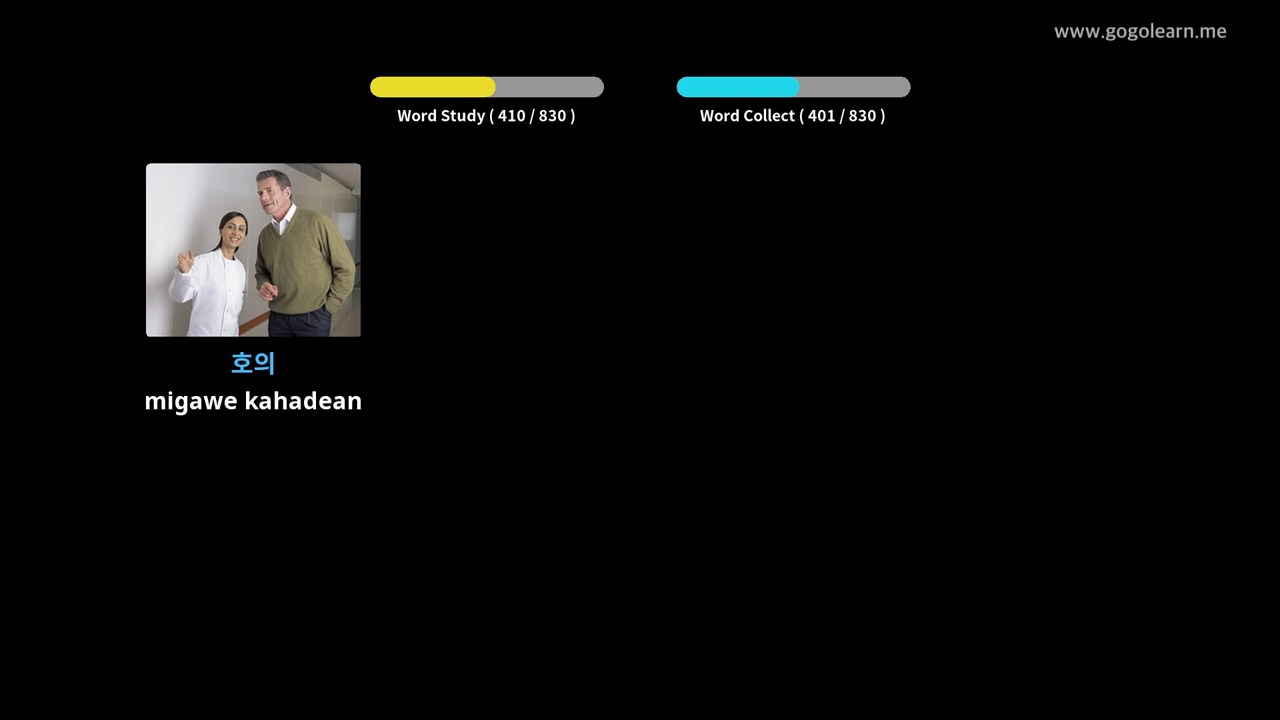 www.gogolearn.me
Word Study ( 410 / 830 )
Word Collect ( 401 / 830 )
호의
migawe kahadean